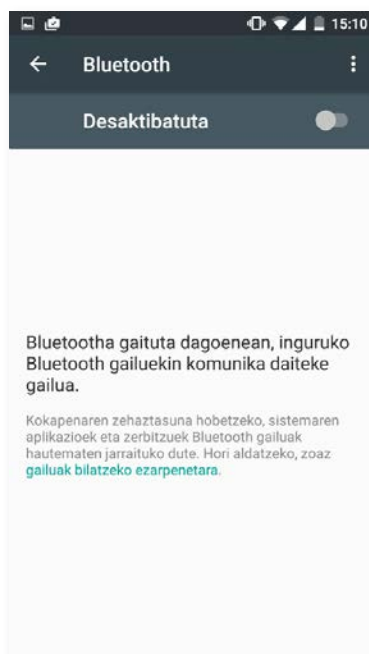 15:10
Bluetooth
Desaktibatuta
Bluetootha gaituta dagoenean, inguruko
Bluetooth gailuekin komunika daiteke
gailua.
Kokapenaren zehaztasuna hobetzeko, sistemaren
aplikazioek eta zerbitzuek Bluetooth gailuak
hautematen jarraituko dute. Hori aldatzeko, zoaz
gailuak bilatzeko ezarpenetara.